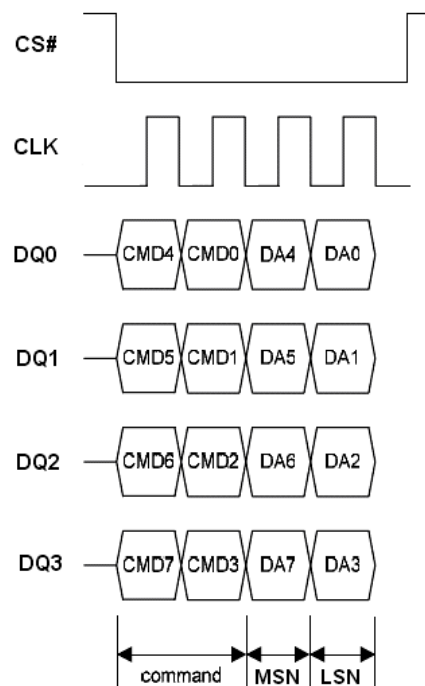 CS#
CLK
DQ0 CMD4 CMD0 DA4 DA0
DQ1 CMD5 CMD1 DA5 DA1
DQ2 CMD6 CMD2 DA6 DA2
DQ3 CMD7 CMD3 DA7 DA3
command MSN LSN